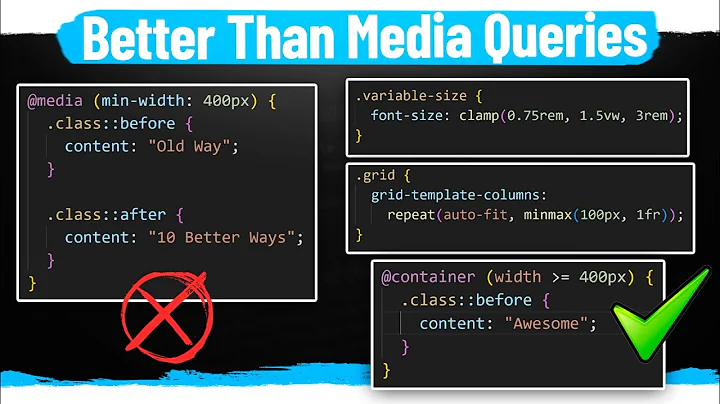 Better Than Media Queries
@media (min-width: 400px) {
.class::before {
content: "Old Way";
}
.class::after {
content: "10 Better Ways";
}
}
.variable-size {
font-size: clamp(0.75rem, 1.5vw, 3rem);
}
.grid {
grid-template-columns:
repeat(auto-fit, minmax(100px, 1fr));
}
@container (width >= 400px) {
.class::before {
content: "Awesome";
}
}